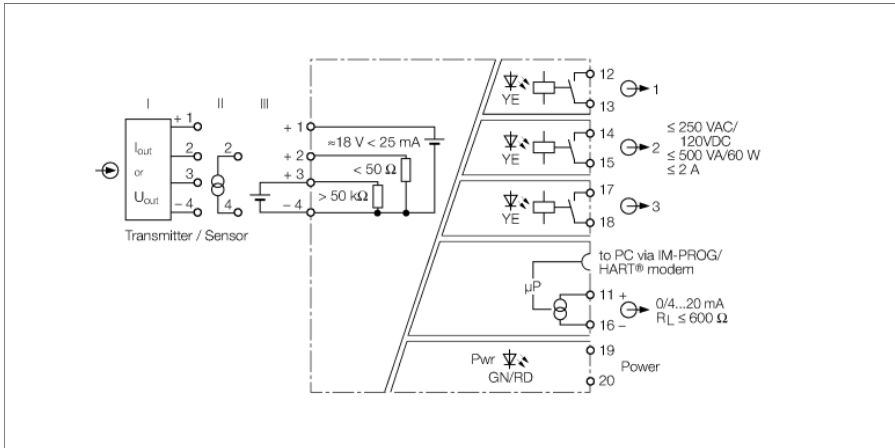 I II III
+ 1
2
3
− 4
I out
or
U out
Transmitter / Sensor
2
4
+ 1
+ 2
+ 3
− 4
≈18 V < 25 mA
< 50 Ω
> 50 kΩ
YE
12
13
1
YE
14
15
2
≤ 250 VAC/
120VDC
≤ 500 VA/60 W
≤ 2 A
YE
17
18
3
to PC via IM-PROG/
HART® modem
µP
11 +
16 −
0/4...20 mA
RL ≤ 600 Ω
Pwr
GN/RD
19
20
Power